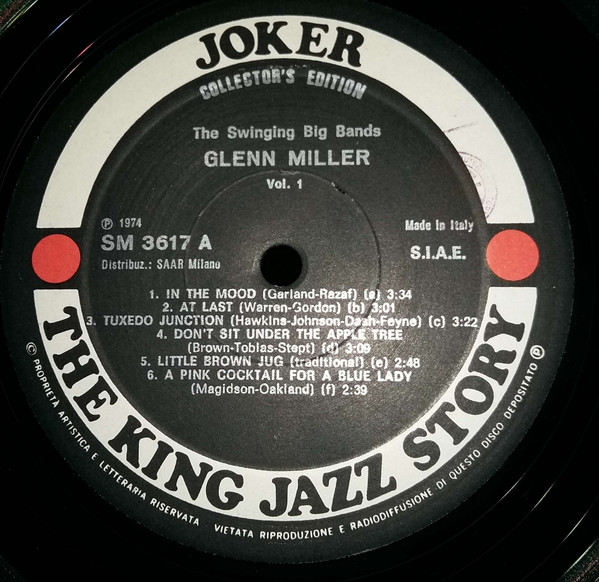 JOKER
COLLECTOR'S EDITION
The Swinging Big Bands
GLENN MILLER
Vol. 1
℗ 1974
SM 3617 A
Distribuz.: SAAR Milano
Made in Italy
S.I.A.E.
1. IN THE MOOD (Garland-Razaf) (a) 3:34
2. AT LAST (Warren-Gordon) (b) 3:01
3. TUXEDO JUNCTION (Hawkins-Johnson-Dash-Feyne) (c) 3:22
4. DON'T SIT UNDER THE APPLE TREE
(Brown-Tobias-Stept) (d) 3:09
5. LITTLE BROWN JUG (traditional) (e) 2:48
6. A PINK COCKTAIL FOR A BLUE LADY
(Magidson-Oakland) (f) 2:39
THE KING JAZZ STORY
© PROPRIETÀ ARTISTICA E LETTERARIA RISERVATA VIETATA RIPRODUZIONE E RADIODIFFUSIONE DI QUESTO DISCO DEPOSITATO ℗